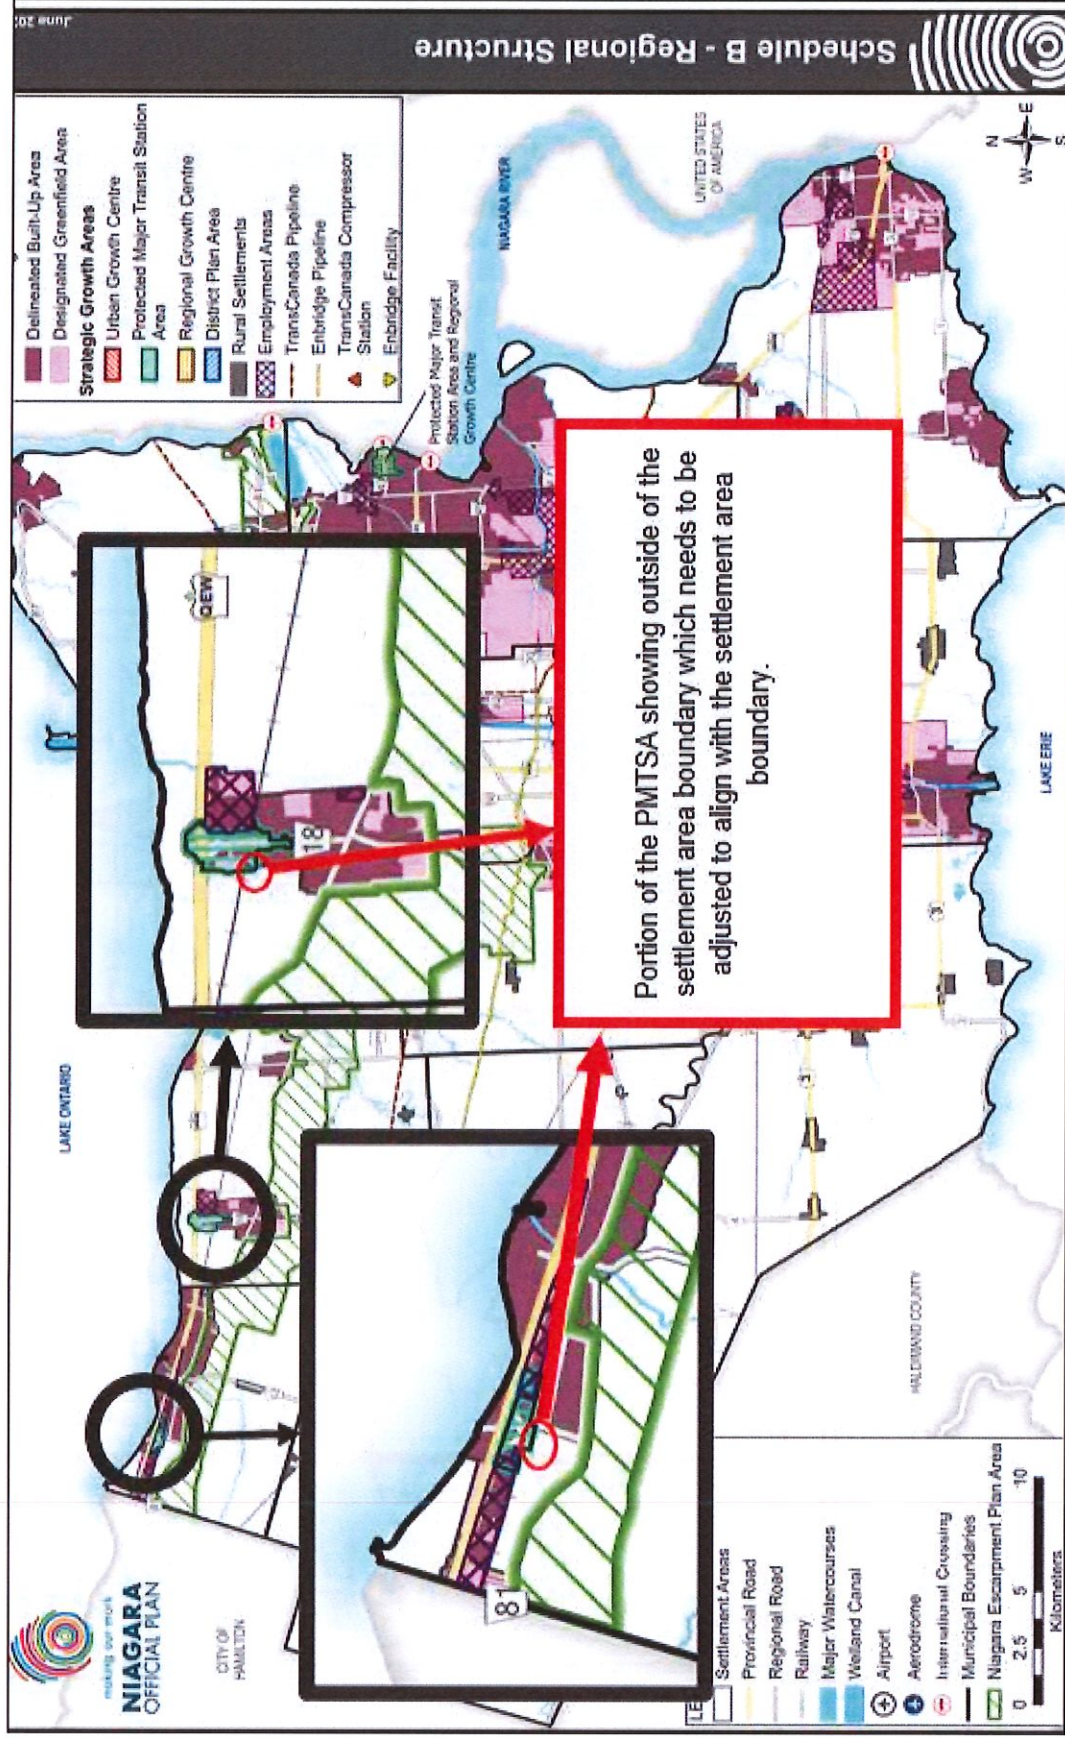 making our mark
NIAGARA
OFFICIAL PLAN
Schedule B - Regional Structure
Delineated Built-Up Area
Designated Greenfield Area
Strategic Growth Areas
Urban Growth Centre
Protected Major Transit Station
Area
Regional Growth Centre
District Plan Area
Rural Settlements
Employment Areas
TransCanada Pipeline
Enbridge Pipeline
TransCanada Compressor
Station
Enbridge Facility
LAKE ONTARIO
NIAGARA RIVER
UNITED STATES
OF AMERICA
Protected Major Transit
Station Area and Regional
Growth Centre
CITY OF
HAMILTON
QEW
18
81
Portion of the PMTSA showing outside of the
settlement area boundary which needs to be
adjusted to align with the settlement area
boundary.
HALDIMAND COUNTY
LAKE ERIE
N
W
E
S
Settlement Areas
Provincial Road
Regional Road
Railway
Major Watercourses
Welland Canal
Airport
Aerodrome
International Crossing
Municipal Boundaries
Niagara Escarpment Plan Area
0 2.5 5 10
Kilometers